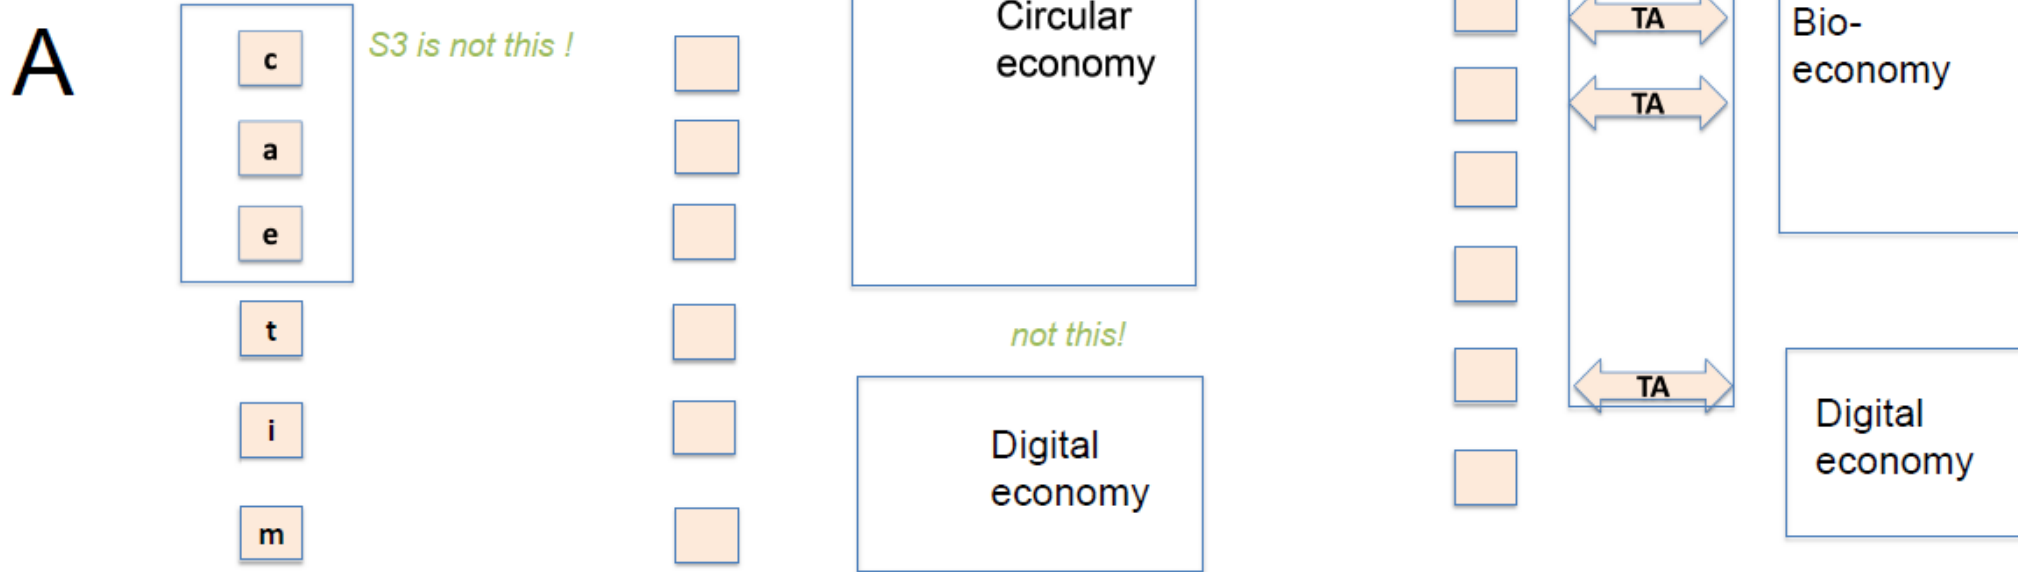 A
c
S3 is not this !
a
e
t
i
m
Circular
economy
not this!
Digital
economy
TA
TA
TA
Bio-
economy
Digital
economy